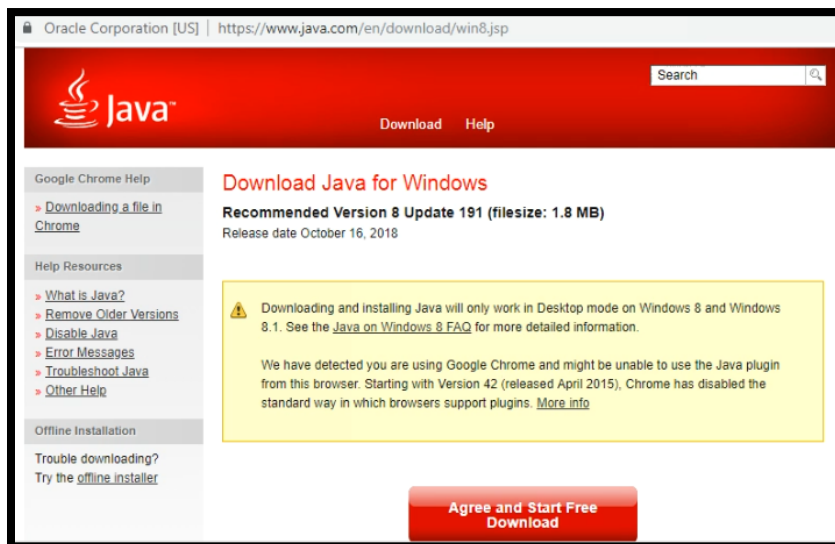 Oracle Corporation [US] | https://www.java.com/en/download/win8.jsp
Search
Java™
Download Help
Google Chrome Help
» Downloading a file in
Chrome
Help Resources
» What is Java?
» Remove Older Versions
» Disable Java
» Error Messages
» Troubleshoot Java
» Other Help
Offline Installation
Trouble downloading?
Try the offline installer
Download Java for Windows
Recommended Version 8 Update 191 (filesize: 1.8 MB)
Release date October 16, 2018
Downloading and installing Java will only work in Desktop mode on Windows 8 and Windows
8.1. See the Java on Windows 8 FAQ for more detailed information.
We have detected you are using Google Chrome and might be unable to use the Java plugin
from this browser. Starting with Version 42 (released April 2015), Chrome has disabled the
standard way in which browsers support plugins. More info
Agree and Start Free
Download